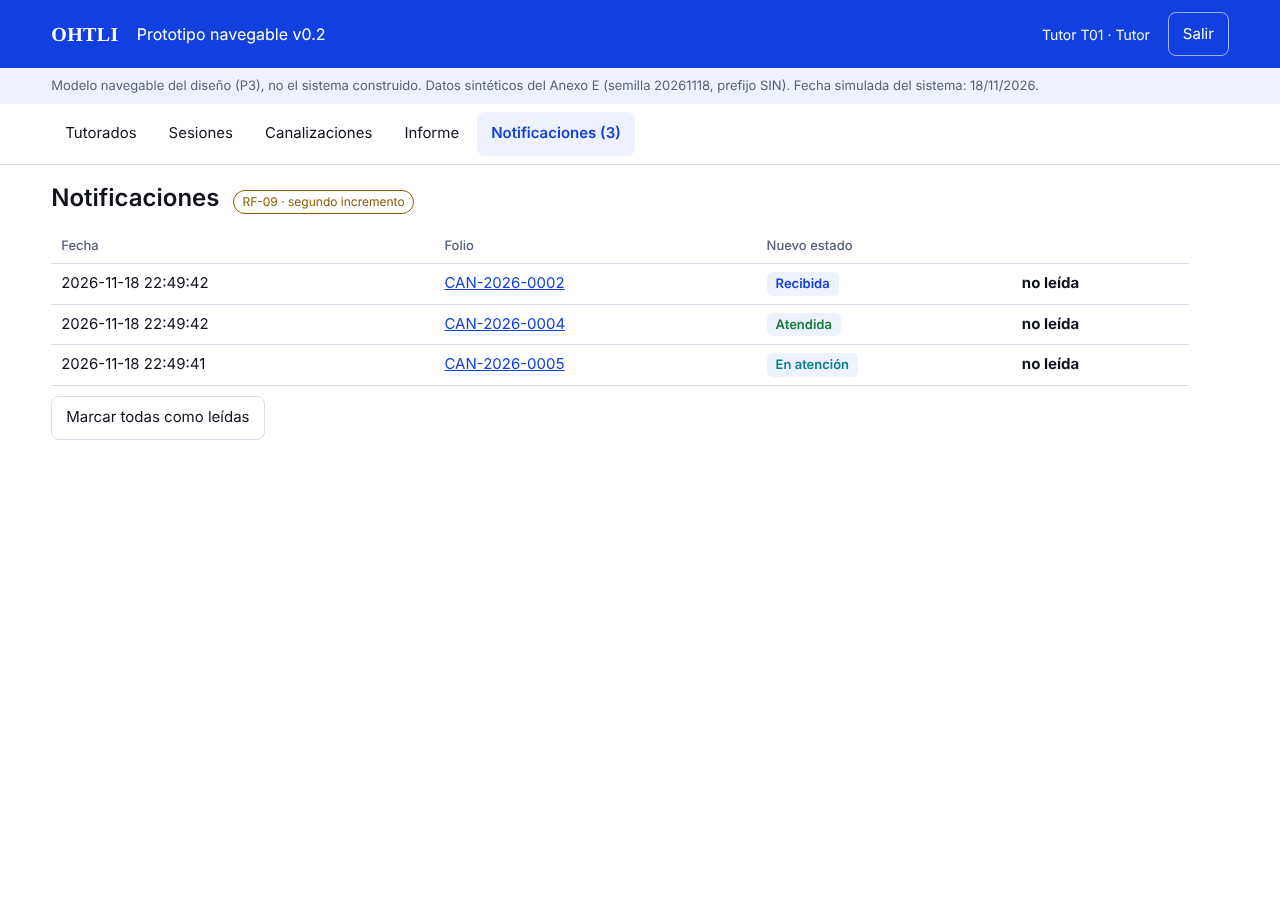 OHTLI Prototipo navegable v0.2 Tutor T01 · Tutor Salir
Modelo navegable del diseño (P3), no el sistema construido. Datos sintéticos del Anexo E (semilla 20261118, prefijo SIN). Fecha simulada del sistema: 18/11/2026.
Tutorados Sesiones Canalizaciones Informe Notificaciones (3)
Notificaciones RF-09 · segundo incremento
Fecha Folio Nuevo estado
2026-11-18 22:49:42 CAN-2026-0002 Recibida no leída
2026-11-18 22:49:42 CAN-2026-0004 Atendida no leída
2026-11-18 22:49:41 CAN-2026-0005 En atención no leída
Marcar todas como leídas